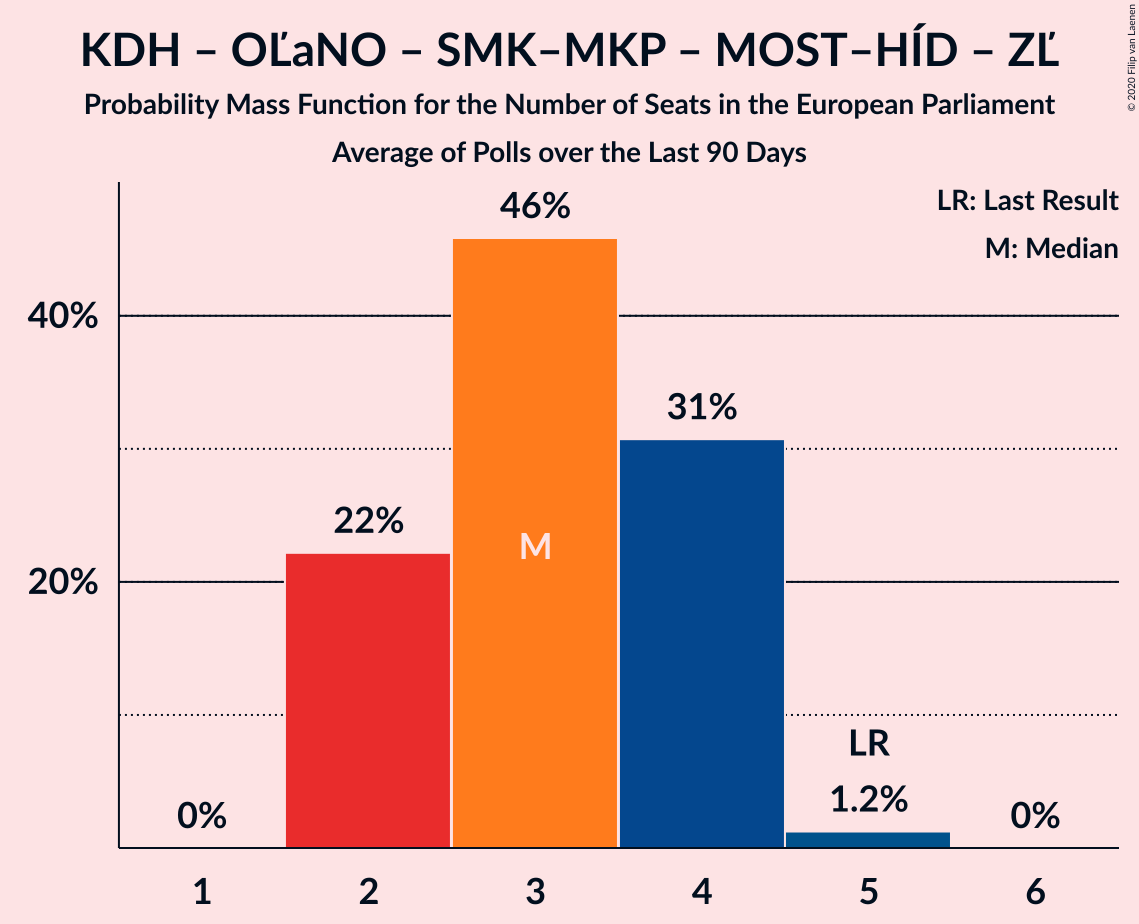 KDH – OĽaNO – SMK–MKP – MOST–HÍD – ZĽ
Probability Mass Function for the Number of Seats in the European Parliament
Average of Polls over the Last 90 Days
© 2020 Filip van Laenen
LR: Last Result
M: Median
46%
40%
31%
22%
M
20%
LR
1.2%
0%
0%
1 2 3 4 5 6